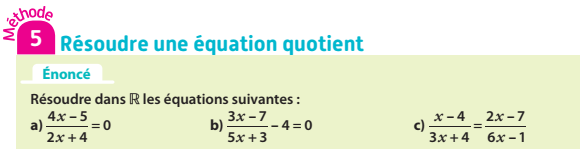 Méthode
5 Résoudre une équation quotient
Énoncé
Résoudre dans ℝ les équations suivantes :
a) (4x – 5)/(2x + 4) = 0 b) (3x – 7)/(5x + 3) – 4 = 0 c) (x – 4)/(3x + 4) = (2x – 7)/(6x – 1)